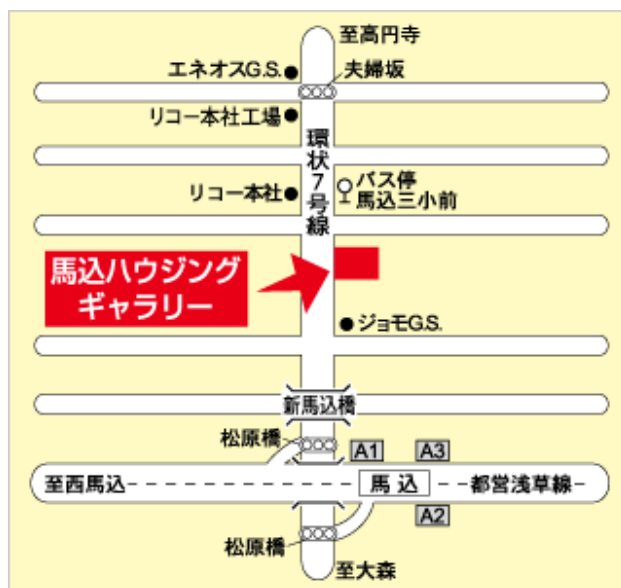 至高円寺
エネオスG.S.
夫婦坂
リコー本社工場
環状7号線
リコー本社
バス停
馬込三小前
馬込ハウジング
ギャラリー
ジョモG.S.
新馬込橋
松原橋
A1
A3
至西馬込
馬込
都営浅草線
A2
松原橋
至大森